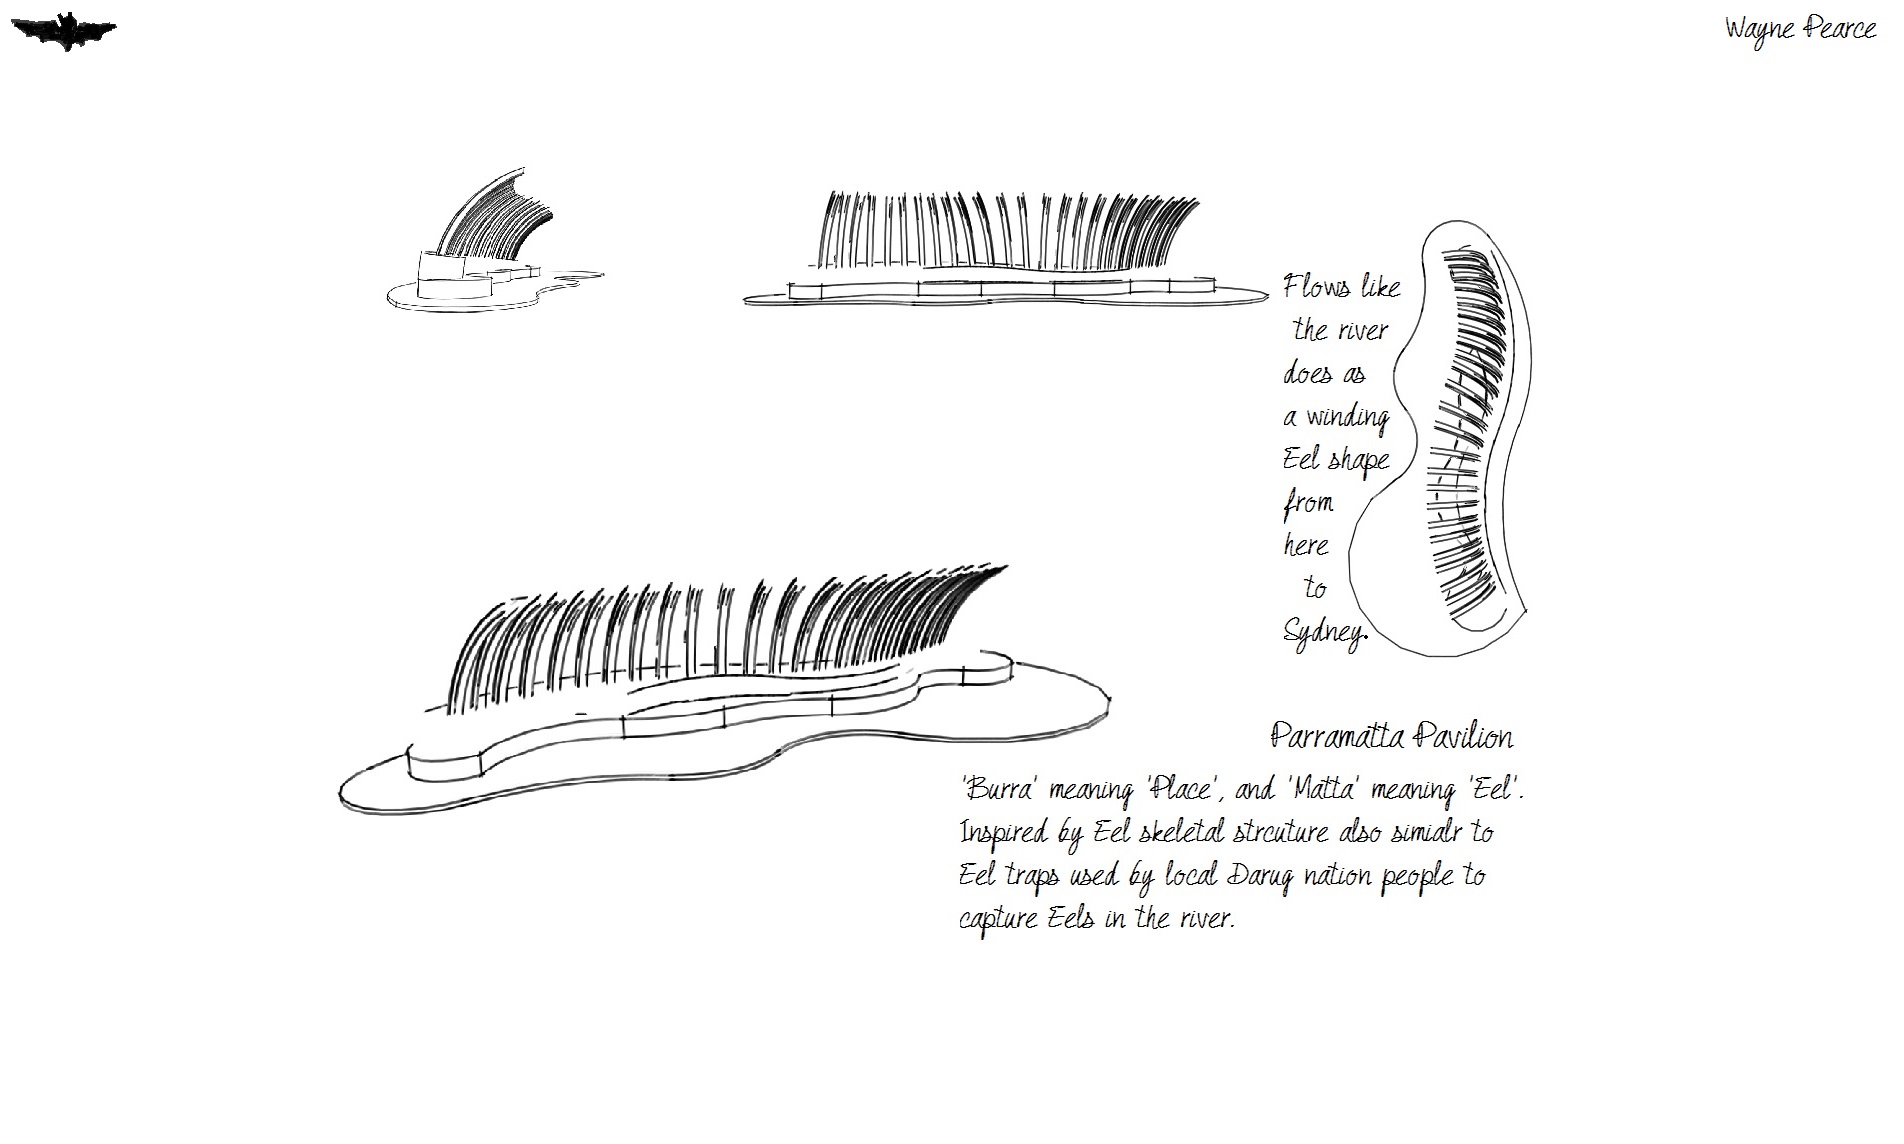 Wayne Pearce
Flows like
the river
does as
a winding
Eel shape
from
here
to
Sydney.
Parramatta Pavilion
'Burra' meaning 'Place', and 'Matta' meaning 'Eel'.
Inspired by Eel skeletal strcuture also simialr to
Eel traps used by local Darug nation people to
capture Eels in the river.